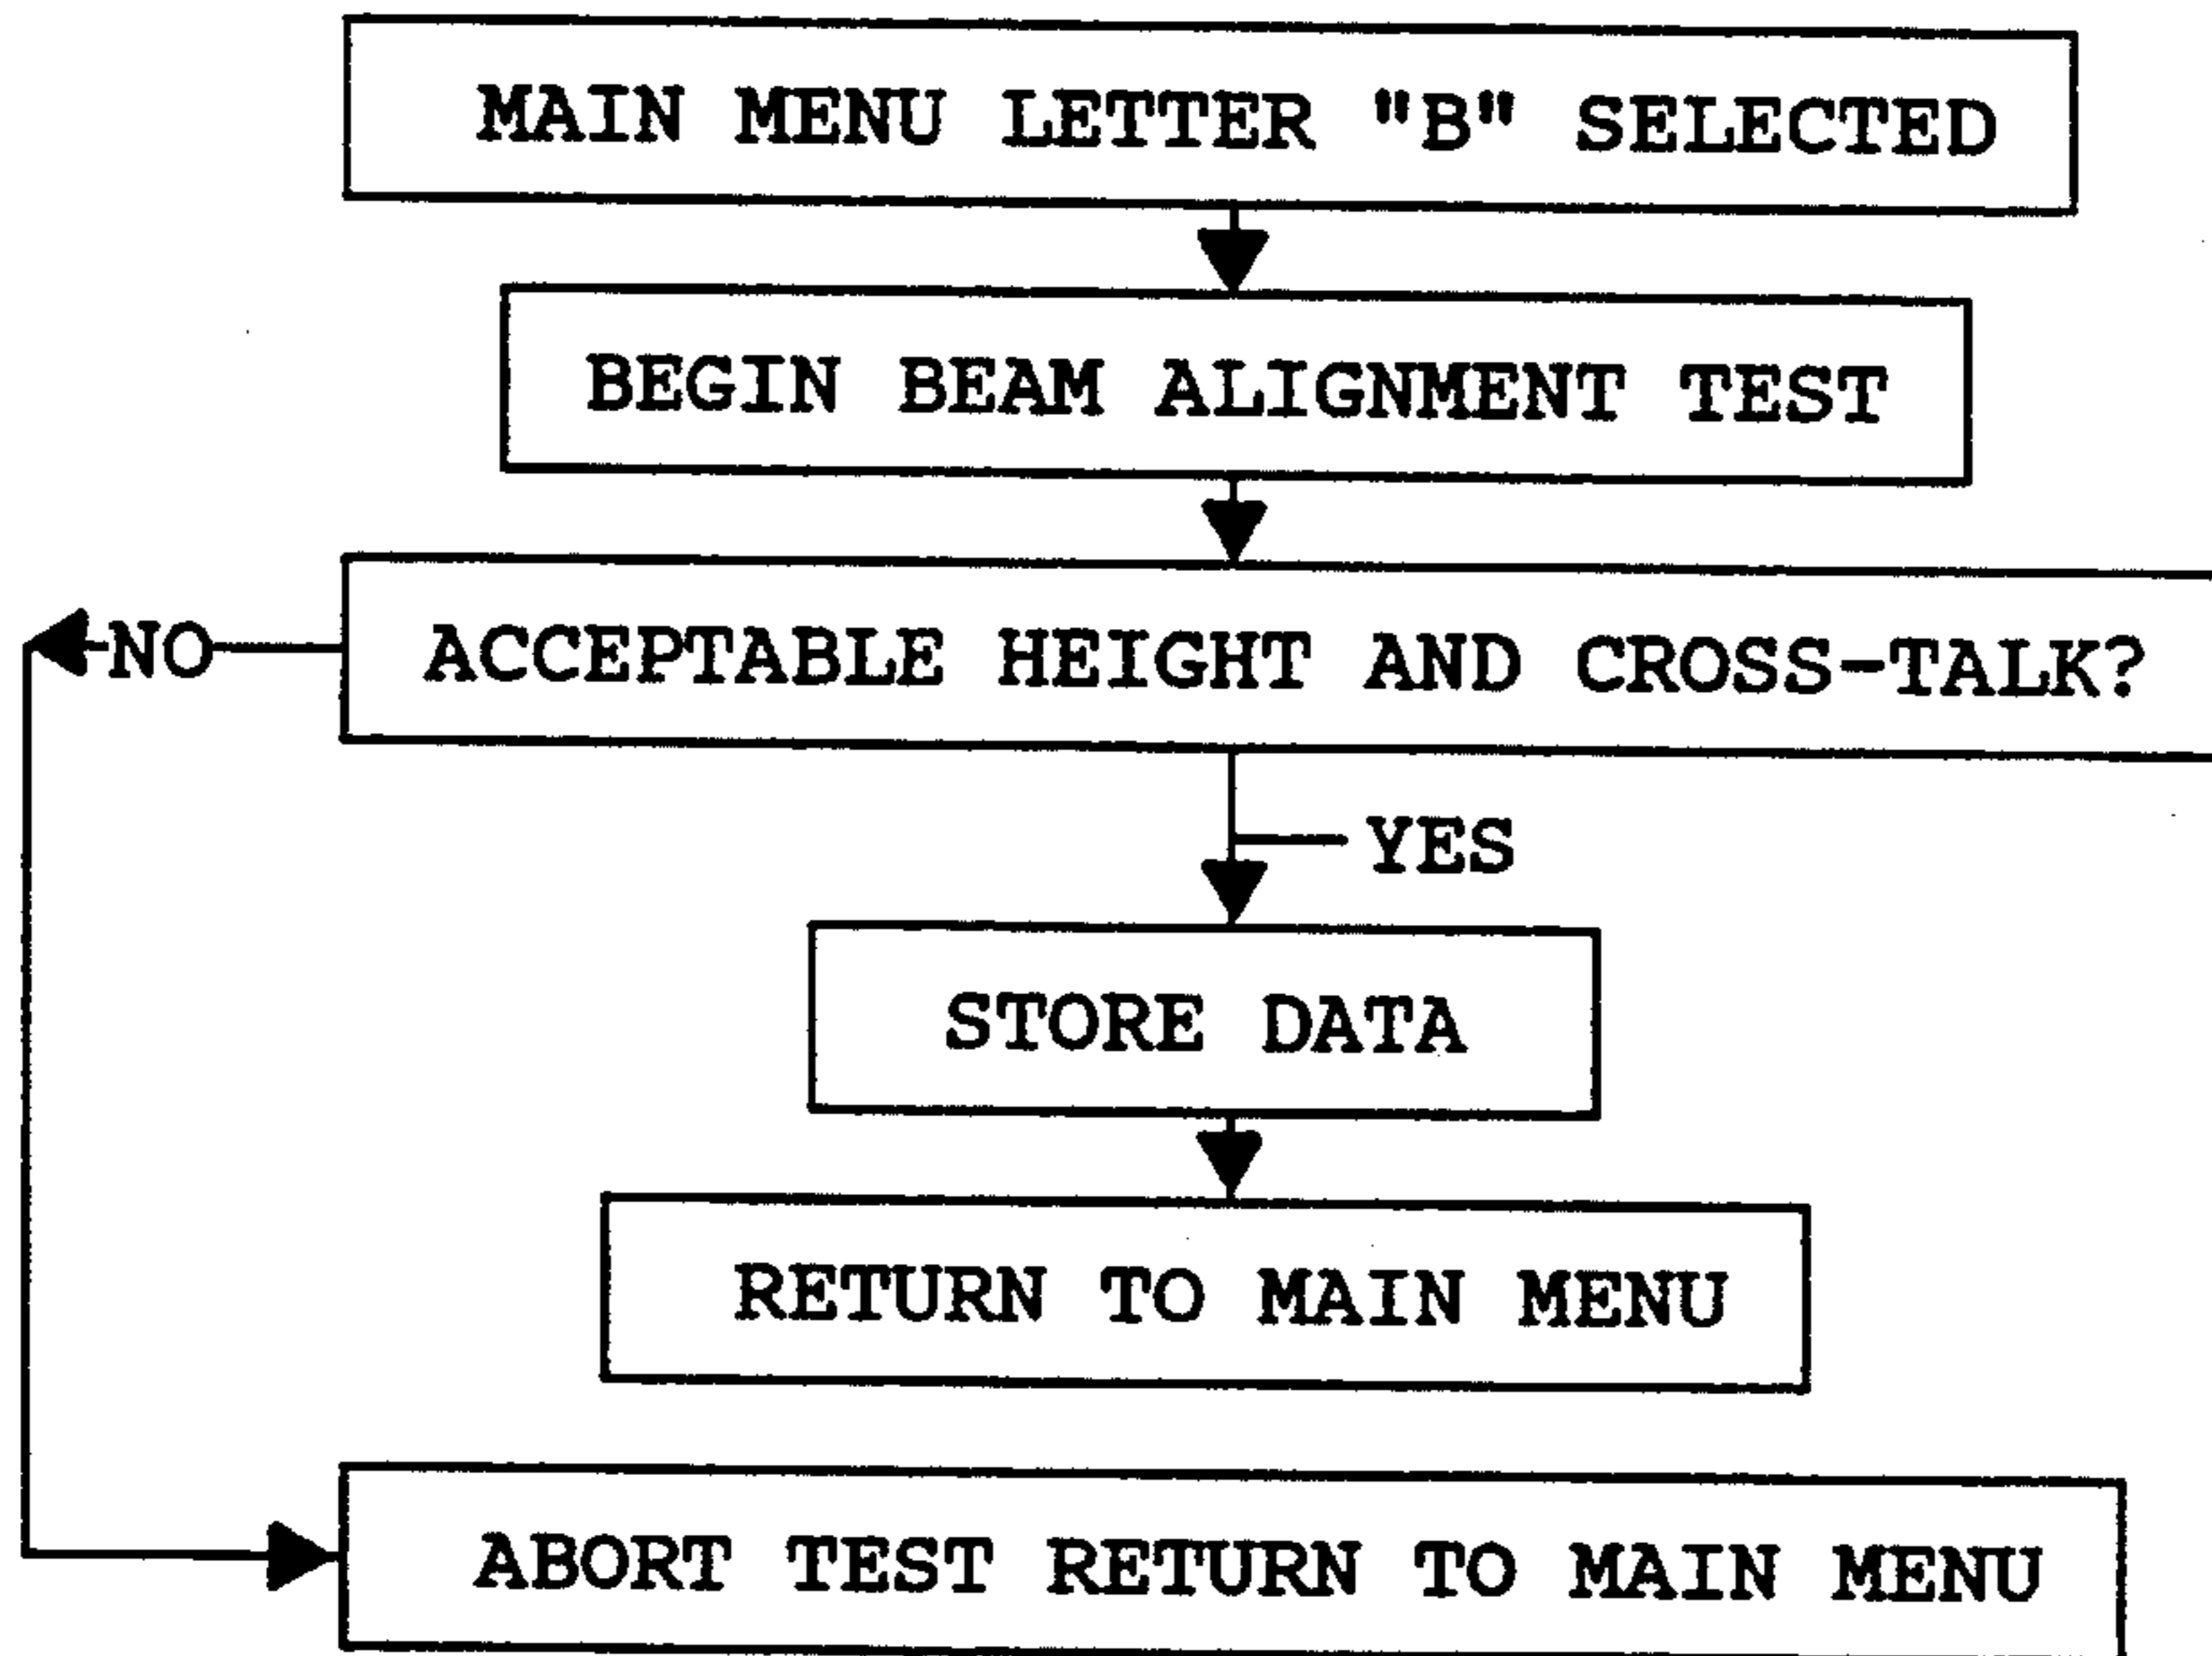 MAIN MENU LETTER "B" SELECTED
BEGIN BEAM ALIGNMENT TEST
NO
ACCEPTABLE HEIGHT AND CROSS-TALK?
YES
STORE DATA
RETURN TO MAIN MENU
ABORT TEST RETURN TO MAIN MENU